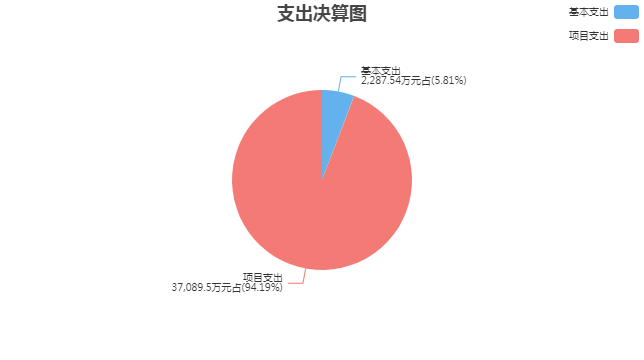 支出决算图
基本支出
项目支出
基本支出
2,287.54万元占(5.81%)
项目支出
37,089.5万元占(94.19%)